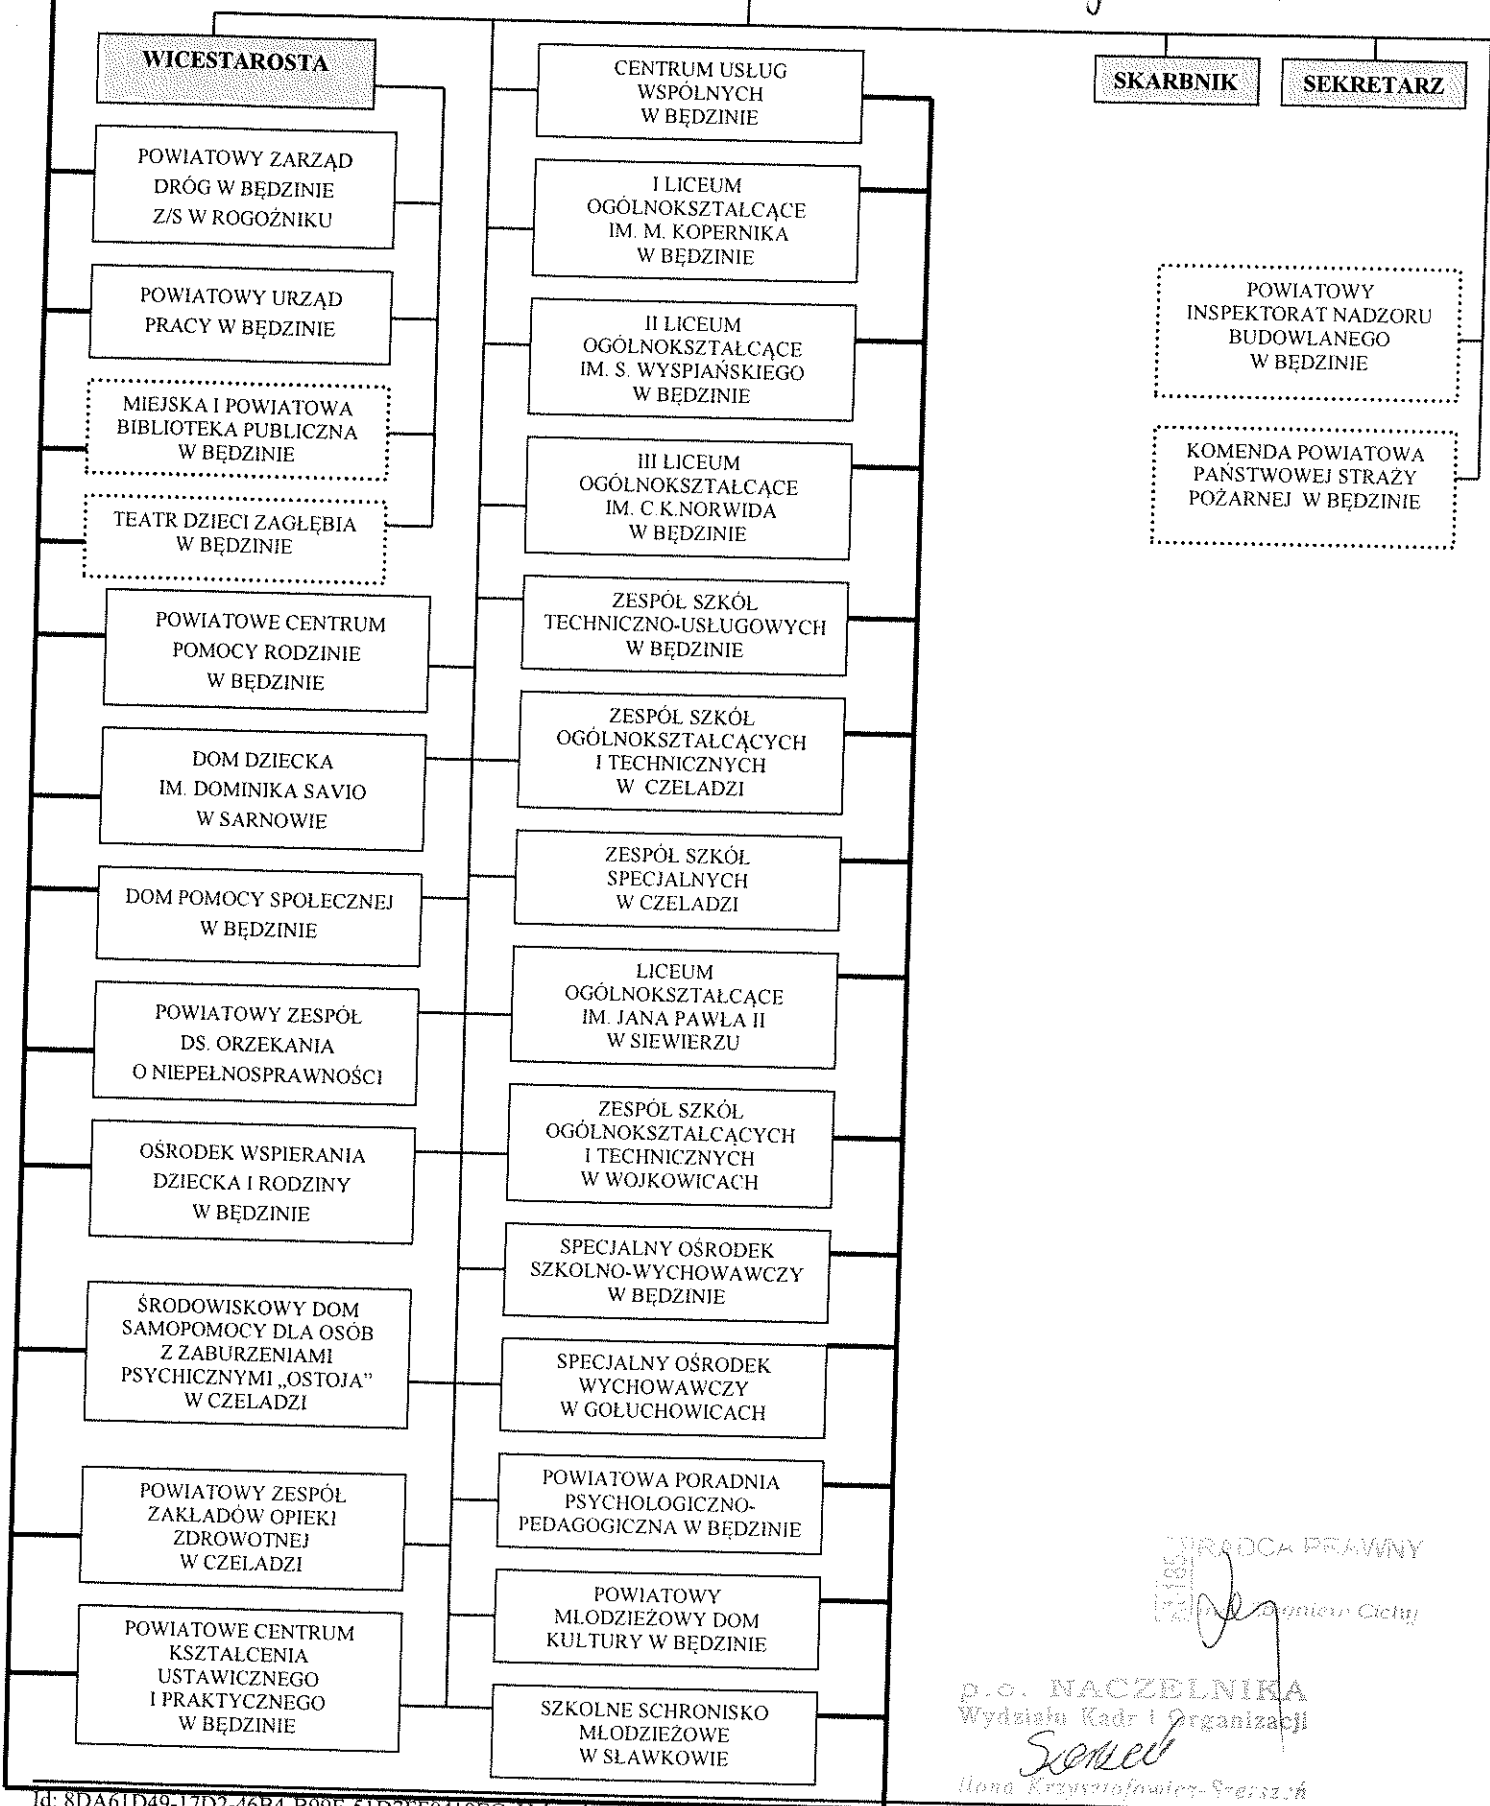 WICESTAROSTA
POWIATOWY ZARZĄD
DRÓG W BĘDZINIE
Z/S W ROGOŹNIKU
POWIATOWY URZĄD
PRACY W BĘDZINIE
MIEJSKA I POWIATOWA
BIBLIOTEKA PUBLICZNA
W BĘDZINIE
TEATR DZIECI ZAGŁĘBIA
W BĘDZINIE
POWIATOWE CENTRUM
POMOCY RODZINIE
W BĘDZINIE
DOM DZIECKA
IM. DOMINIKA SAVIO
W SARNOWIE
DOM POMOCY SPOŁECZNEJ
W BĘDZINIE
POWIATOWY ZESPÓŁ
DS. ORZEKANIA
O NIEPEŁNOSPRAWNOŚCI
OŚRODEK WSPIERANIA
DZIECKA I RODZINY
W BĘDZINIE
ŚRODOWISKOWY DOM
SAMOPOMOCY DLA OSÓB
Z ZABURZENIAMI
PSYCHICZNYMI „OSTOJA”
W CZELADZI
POWIATOWY ZESPÓŁ
ZAKŁADÓW OPIEKI
ZDROWOTNEJ
W CZELADZI
POWIATOWE CENTRUM
KSZTAŁCENIA
USTAWICZNEGO
I PRAKTYCZNEGO
W BĘDZINIE
CENTRUM USŁUG
WSPÓLNYCH
W BĘDZINIE
I LICEUM
OGÓLNOKSZTAŁCĄCE
IM. M. KOPERNIKA
W BĘDZINIE
II LICEUM
OGÓLNOKSZTAŁCĄCE
IM. S. WYSPIAŃSKIEGO
W BĘDZINIE
III LICEUM
OGÓLNOKSZTAŁCĄCE
IM. C.K.NORWIDA
W BĘDZINIE
ZESPÓŁ SZKÓŁ
TECHNICZNO-USŁUGOWYCH
W BĘDZINIE
ZESPÓŁ SZKÓŁ
OGÓLNOKSZTAŁCĄCYCH
I TECHNICZNYCH
W CZELADZI
ZESPÓŁ SZKÓŁ
SPECJALNYCH
W CZELADZI
LICEUM
OGÓLNOKSZTAŁCĄCE
IM. JANA PAWŁA II
W SIEWIERZU
ZESPÓŁ SZKÓŁ
OGÓLNOKSZTAŁCĄCYCH
I TECHNICZNYCH
W WOJKOWICACH
SPECJALNY OŚRODEK
SZKOLNO-WYCHOWAWCZY
W BĘDZINIE
SPECJALNY OŚRODEK
WYCHOWAWCZY
W GOŁUCHOWICACH
POWIATOWA PORADNIA
PSYCHOLOGICZNO-
PEDAGOGICZNA W BĘDZINIE
POWIATOWY
MŁODZIEŻOWY DOM
KULTURY W BĘDZINIE
SZKOLNE SCHRONISKO
MŁODZIEŻOWE
W SŁAWKOWIE
SKARBNIK
SEKRETARZ
POWIATOWY
INSPEKTORAT NADZORU
BUDOWLANEGO
W BĘDZINIE
KOMENDA POWIATOWA
PAŃSTWOWEJ STRAŻY
POŻARNEJ W BĘDZINIE
RADCA PRAWNY
Zbigniew Cichy
p.o. NACZELNIKA
Wydziału Kadr i Organizacji
Ilona Krzysztofowicz-Szerszeń